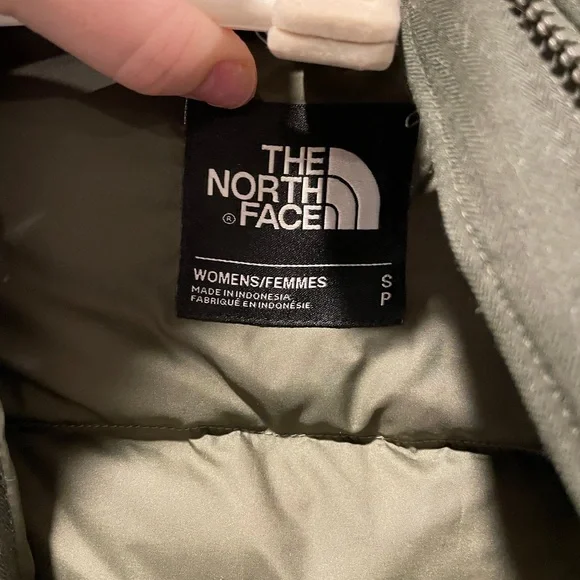 THE
NORTH
® FACE
WOMENS/FEMMES S
MADE IN INDONESIA P
FABRIQUÉ EN INDONÉSIE